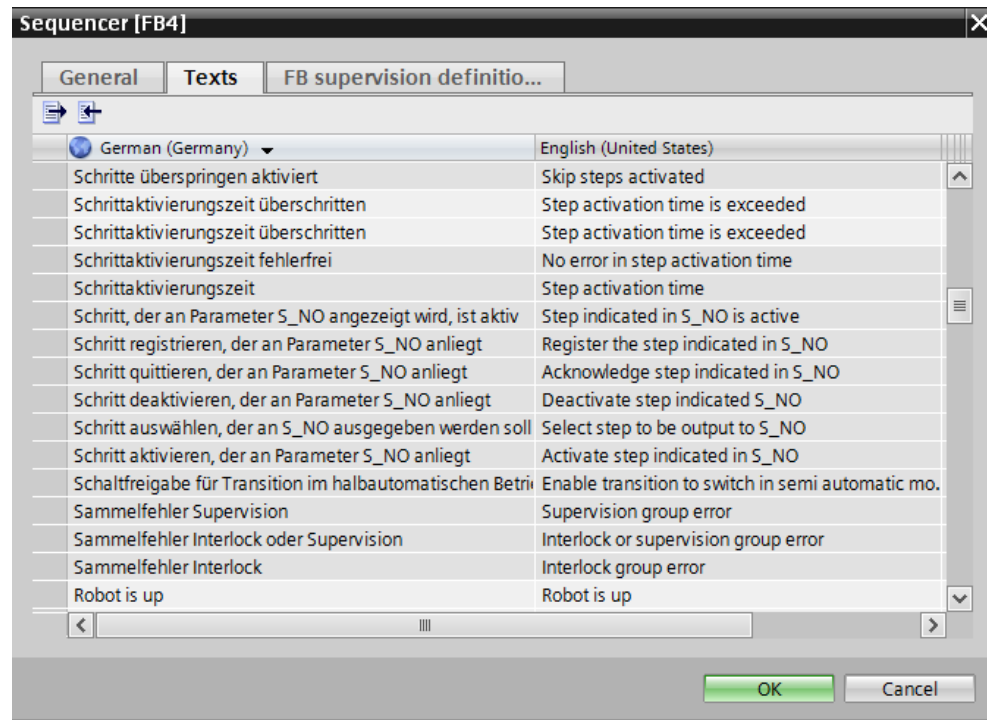 Sequencer [FB4]
General Texts FB supervision definitio...
German (Germany) English (United States)
Schritte überspringen aktiviert Skip steps activated
Schrittaktivierungszeit überschritten Step activation time is exceeded
Schrittaktivierungszeit überschritten Step activation time is exceeded
Schrittaktivierungszeit fehlerfrei No error in step activation time
Schrittaktivierungszeit Step activation time
Schritt, der an Parameter S_NO angezeigt wird, ist aktiv Step indicated in S_NO is active
Schritt registrieren, der an Parameter S_NO anliegt Register the step indicated in S_NO
Schritt quittieren, der an Parameter S_NO anliegt Acknowledge step indicated in S_NO
Schritt deaktivieren, der an Parameter S_NO anliegt Deactivate step indicated S_NO
Schritt auswählen, der an S_NO ausgegeben werden soll Select step to be output to S_NO
Schritt aktivieren, der an Parameter S_NO anliegt Activate step indicated in S_NO
Schaltfreigabe für Transition im halbautomatischen Betri Enable transition to switch in semi automatic mo.
Sammelfehler Supervision Supervision group error
Sammelfehler Interlock oder Supervision Interlock or supervision group error
Sammelfehler Interlock Interlock group error
Robot is up Robot is up
OK Cancel